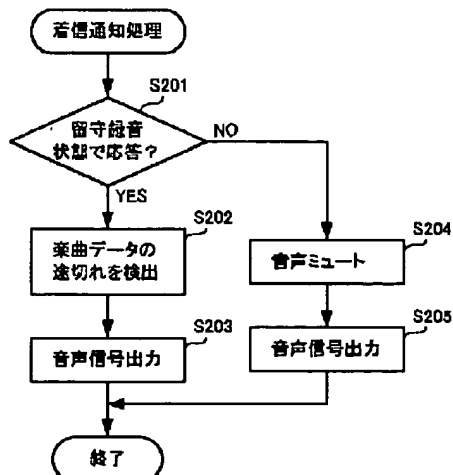 着信通知処理
S201
留守録音
状態で応答？
NO
YES
S202
楽曲データの
途切れを検出
S204
音声ミュート
S203
音声信号出力
S205
音声信号出力
終了